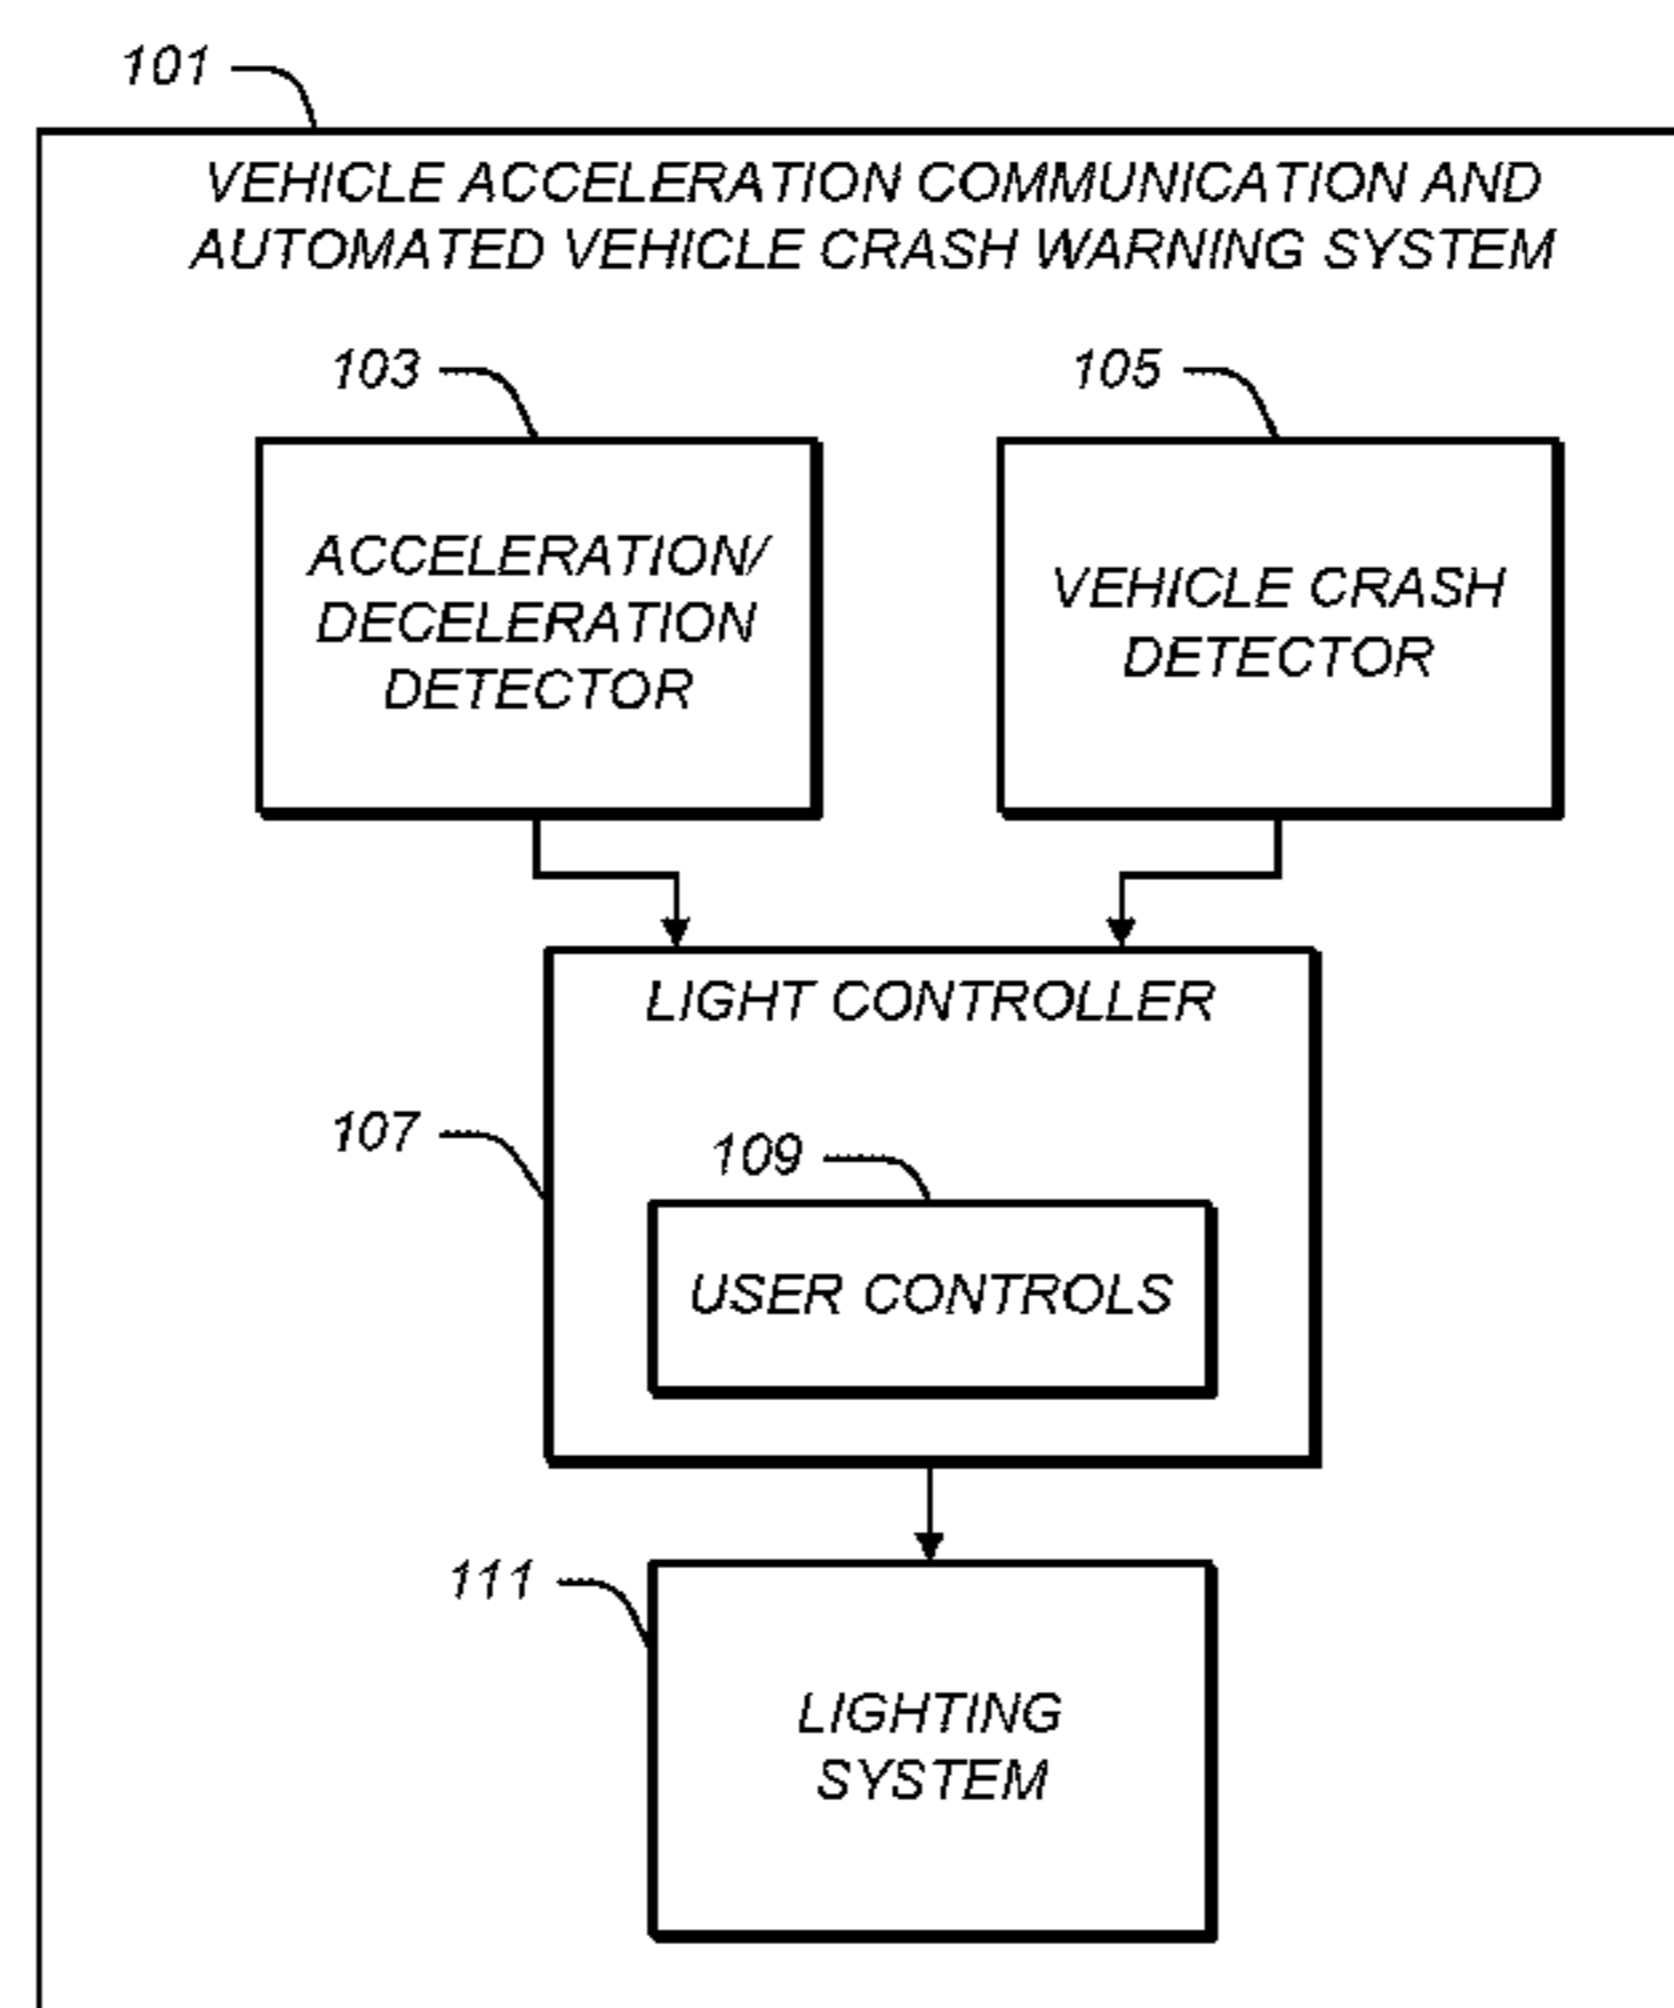 101
VEHICLE ACCELERATION COMMUNICATION AND
AUTOMATED VEHICLE CRASH WARNING SYSTEM
103
105
ACCELERATION/
DECELERATION
DETECTOR
VEHICLE CRASH
DETECTOR
LIGHT CONTROLLER
107
109
USER CONTROLS
111
LIGHTING
SYSTEM